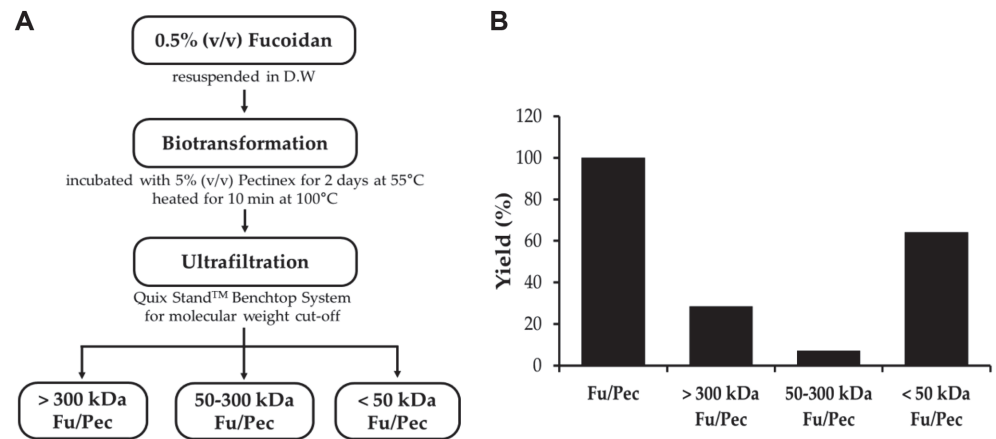 A
0.5% (v/v) Fucoidan
resuspended in D.W
Biotransformation
incubated with 5% (v/v) Pectinex for 2 days at 55°C
heated for 10 min at 100°C
Ultrafiltration
Quix Stand™ Benchtop System
for molecular weight cut-off
> 300 kDa
Fu/Pec
50-300 kDa
Fu/Pec
< 50 kDa
Fu/Pec
B
Yield (%)
120
100
80
60
40
20
0
Fu/Pec
> 300 kDa
Fu/Pec
50-300 kDa
Fu/Pec
< 50 kDa
Fu/Pec